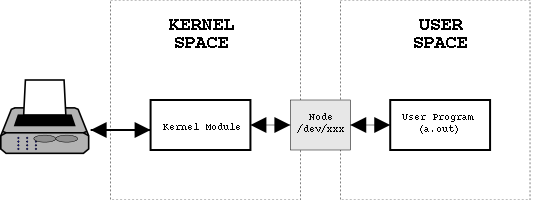 KERNEL
SPACE
USER
SPACE
Kernel Module
Node
/dev/xxx
User Program
(a.out)